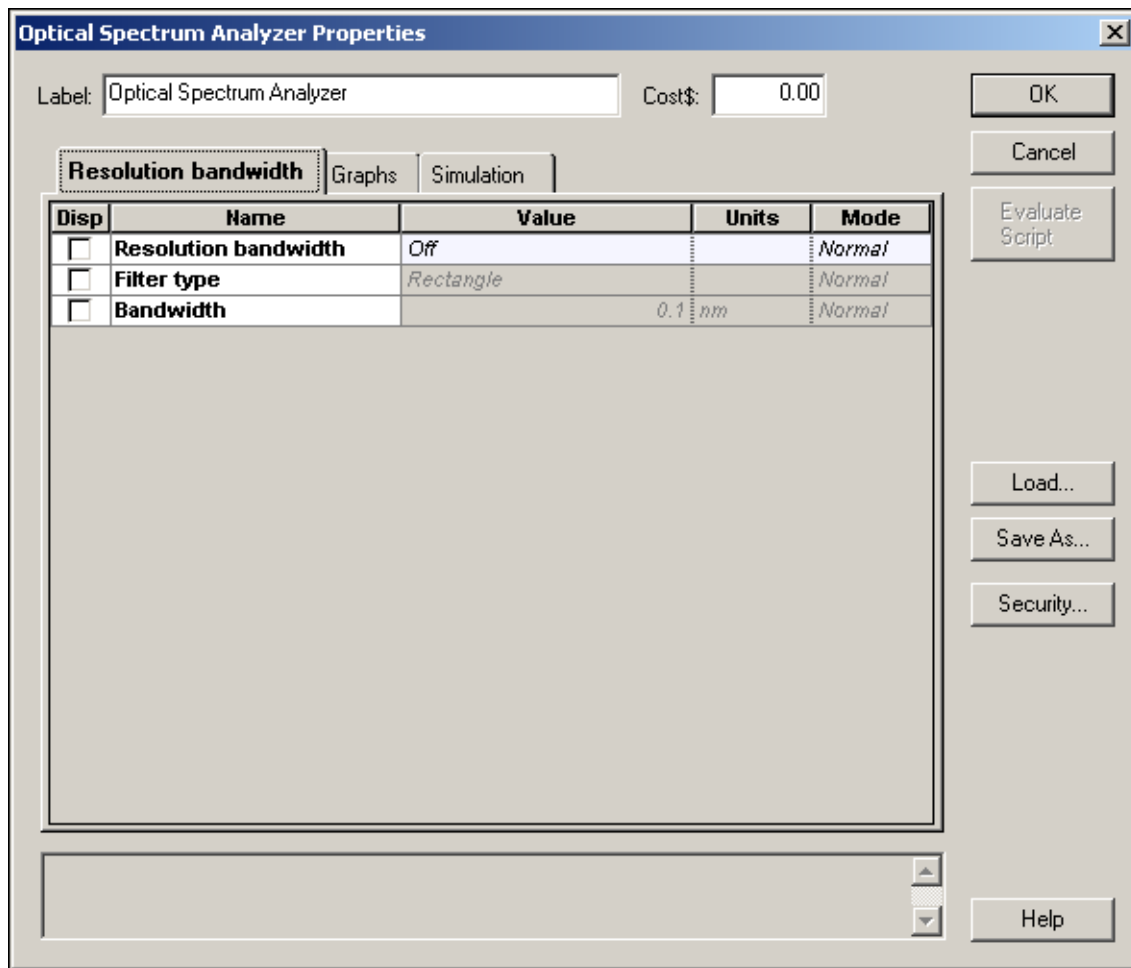 Optical Spectrum Analyzer Properties
Label: Optical Spectrum Analyzer Cost$: 0.00 OK
Cancel
Resolution bandwidth Graphs Simulation
Disp Name Value Units Mode
Evaluate
Script
Resolution bandwidth Off Normal
Filter type Rectangle Normal
Bandwidth 0.1 nm Normal
Load...
Save As...
Security...
Help